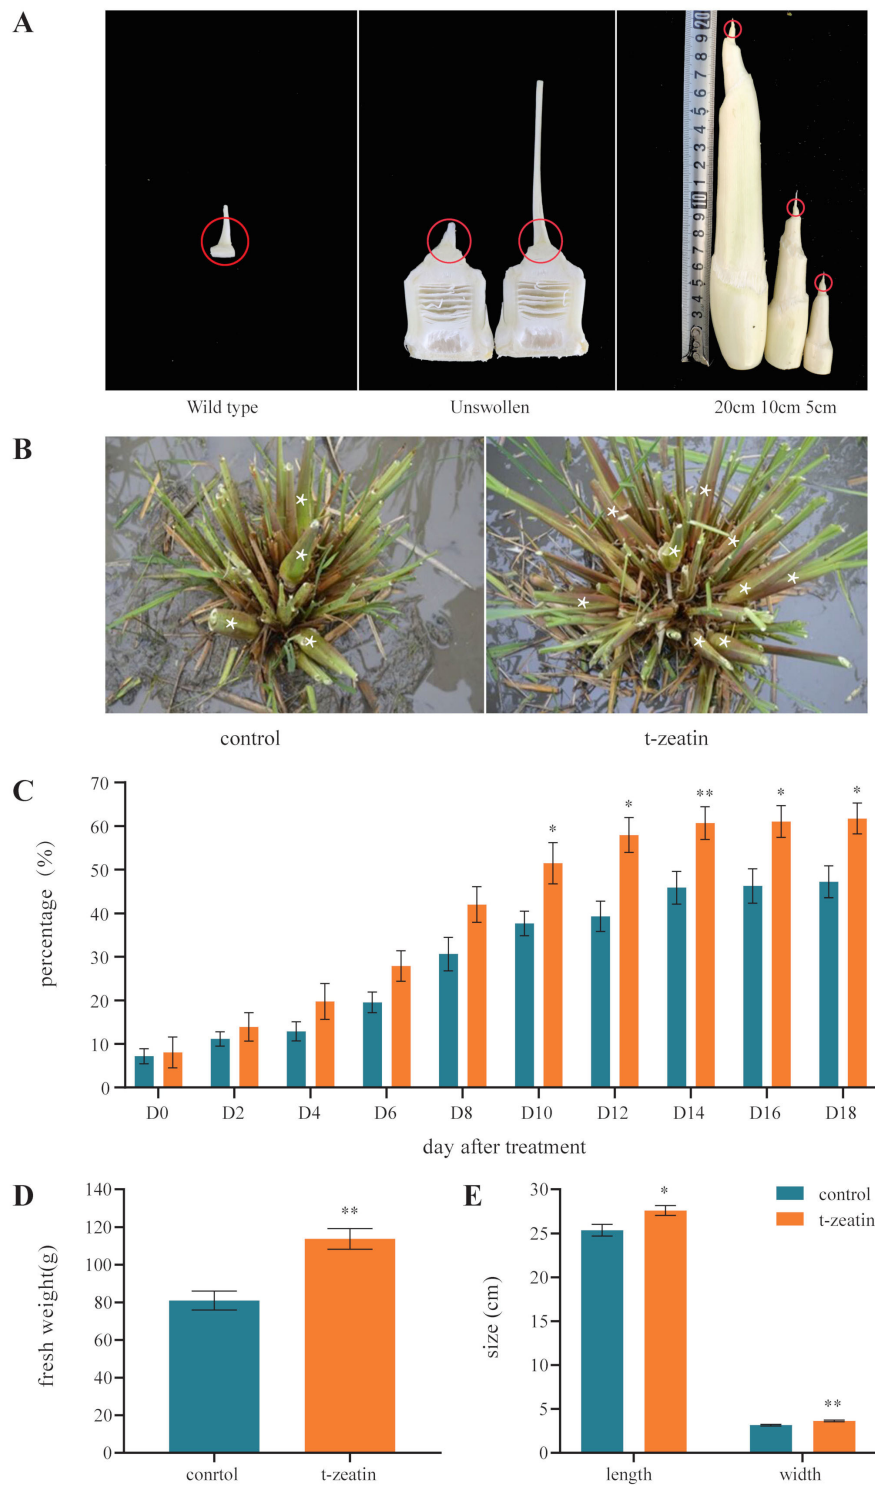 A
Wild type
Unswollen
20cm 10cm 5cm
B
control
t-zeatin
C
percentage (%)
70
60
50
40
30
20
10
0
* * ** * *
D0 D2 D4 D6 D8 D10 D12 D14 D16 D18
day after treatment
D
fresh weight(g)
140
120
100
80
60
40
20
0
**
conrtol
t-zeatin
E
size (cm)
30
25
20
15
10
5
0
*
**
length
width
control
t-zeatin